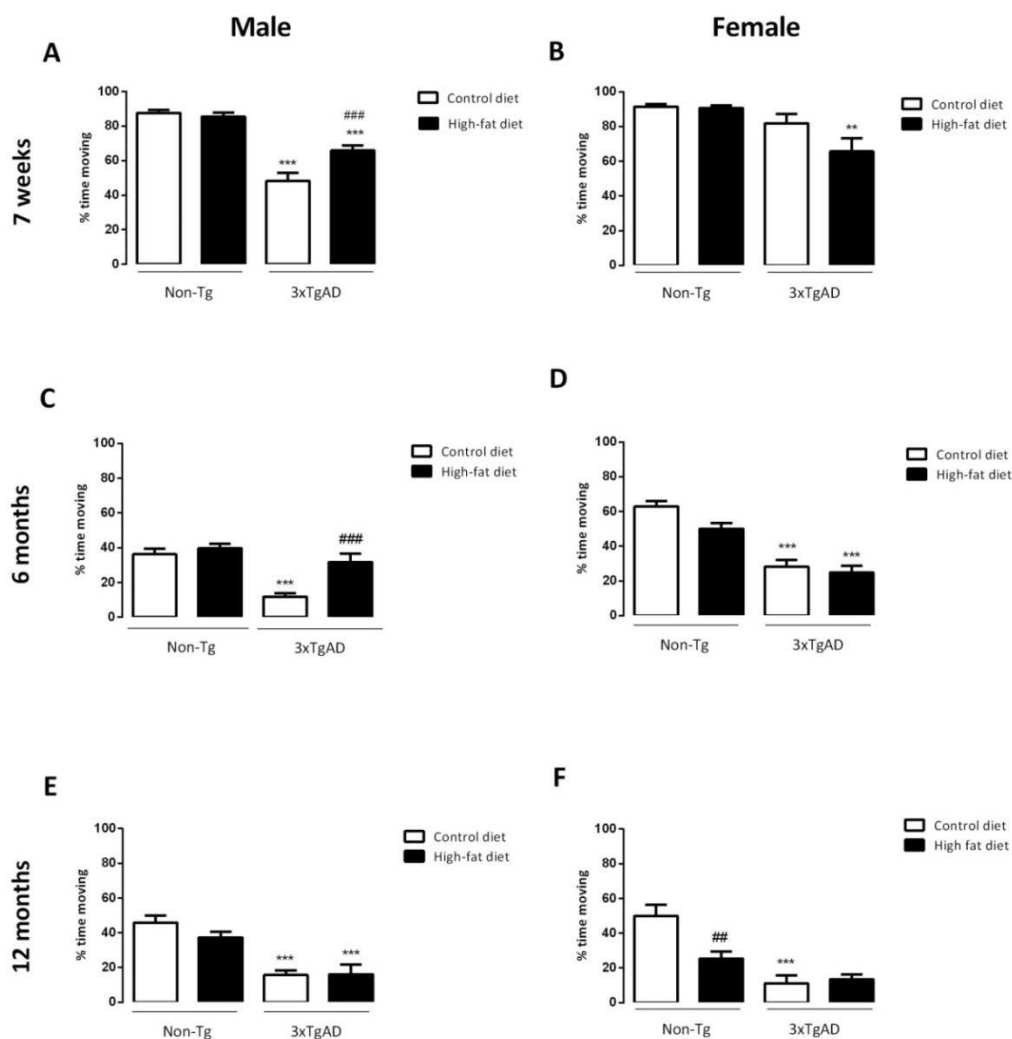 Male
Female
7 weeks
6 months
12 months
A
% time moving
100
80
60
40
20
0
***
###
***
Non-Tg
3xTgAD
Control diet
High-fat diet
B
% time moving
100
80
60
40
20
0
**
Non-Tg
3xTgAD
Control diet
High-fat diet
C
% time moving
100
80
60
40
20
0
***
###
Non-Tg
3xTgAD
Control diet
High-fat diet
D
% time moving
100
80
60
40
20
0
***
***
Non-Tg
3xTgAD
Control diet
High-fat diet
E
% time moving
100
80
60
40
20
0
***
***
Non-Tg
3xTgAD
Control diet
High-fat diet
F
% time moving
100
80
60
40
20
0
##
***
Non-Tg
3xTgAD
Control diet
High fat diet